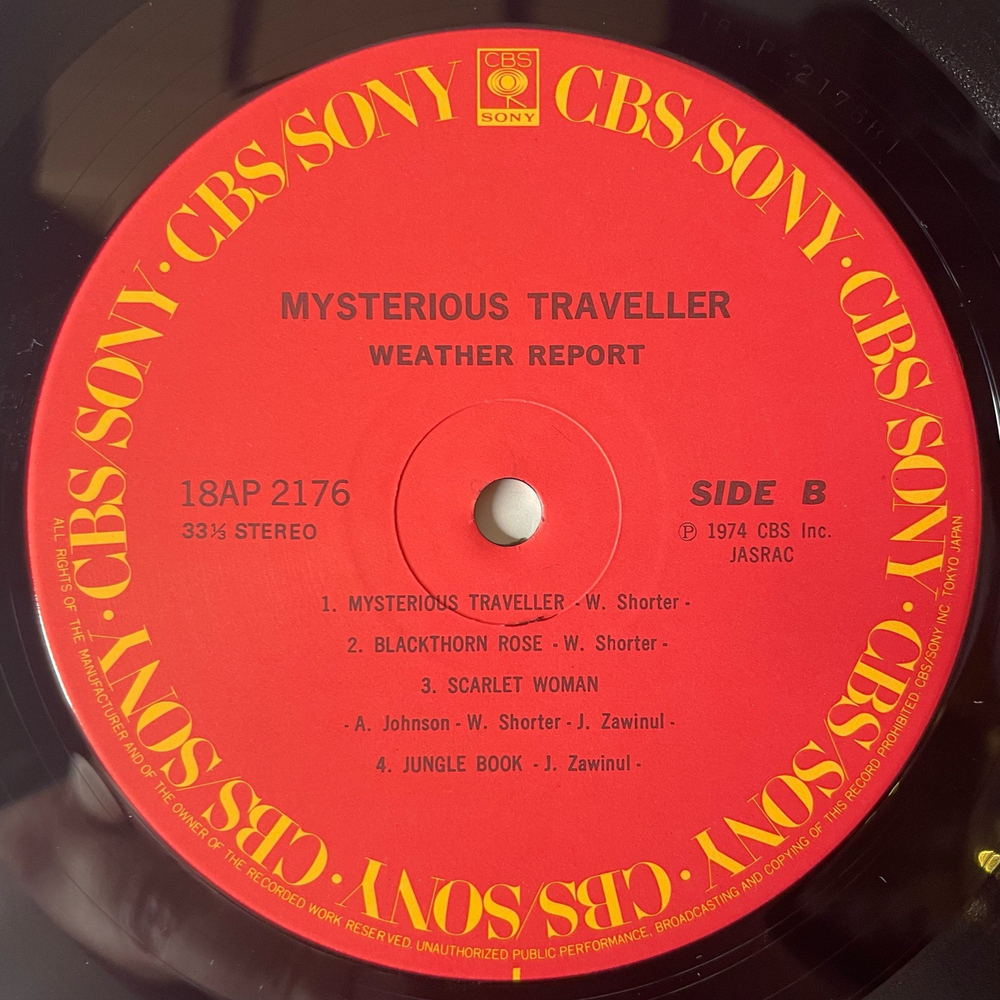 CBS
SONY
CBS/SONY · CBS/SONY · CBS/SONY · CBS/SONY · CBS/SONY · CBS/SONY · CBS/SONY · CBS/SONY
MYSTERIOUS TRAVELLER
WEATHER REPORT
18AP 2176
33⅓ STEREO
SIDE B
Ⓟ 1974 CBS Inc.
JASRAC
1. MYSTERIOUS TRAVELLER - W. Shorter -
2. BLACKTHORN ROSE - W. Shorter -
3. SCARLET WOMAN
- A. Johnson - W. Shorter - J. Zawinul -
4. JUNGLE BOOK - J. Zawinul -
ALL RIGHTS OF THE MANUFACTURER AND OF THE OWNER OF THE RECORDED WORK RESERVED. UNAUTHORIZED PUBLIC PERFORMANCE, BROADCASTING AND COPYING OF THIS RECORD PROHIBITED. CBS/SONY INC. TOKYO JAPAN